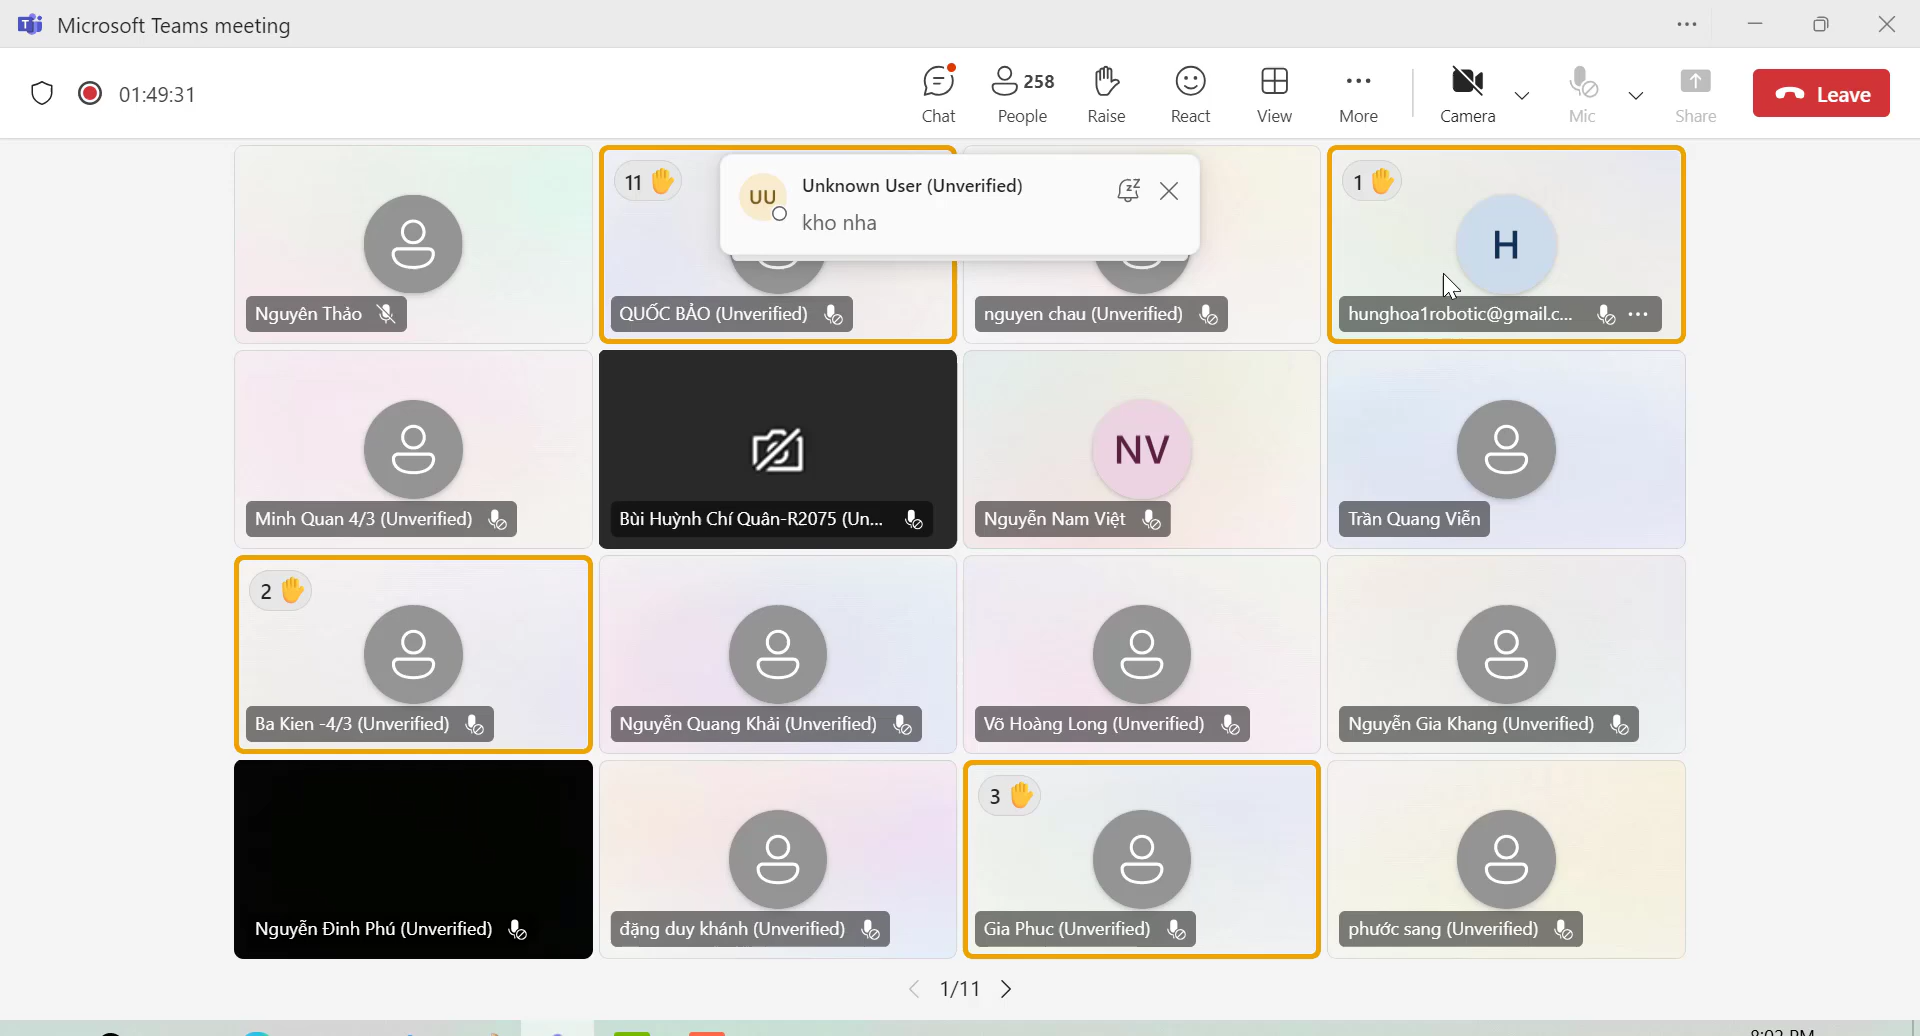 Microsoft Teams meeting
01:49:31
258
Chat
People
Raise
React
View
More
Camera
Mic
Share
Leave
Nguyên Thảo
11
QUỐC BẢO (Unverified)
UU
Unknown User (Unverified)
kho nha
nguyen chau (Unverified)
1
H
hunghoa1robotic@gmail.c...
Minh Quan 4/3 (Unverified)
Bùi Huỳnh Chí Quân-R2075 (Un...
NV
Nguyễn Nam Việt
Trần Quang Viễn
2
Ba Kien -4/3 (Unverified)
Nguyễn Quang Khải (Unverified)
Võ Hoàng Long (Unverified)
Nguyễn Gia Khang (Unverified)
Nguyễn Đinh Phú (Unverified)
đặng duy khánh (Unverified)
3
Gia Phuc (Unverified)
phước sang (Unverified)
1/11
8:02 PM